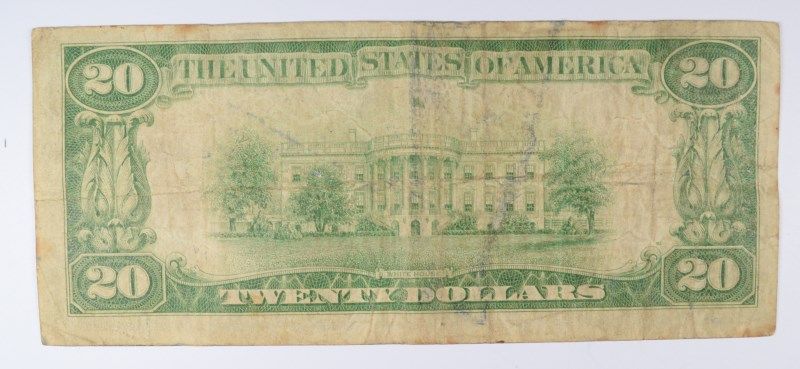 20 THE UNITED STATES OF AMERICA 20
WHITE HOUSE
20 TWENTY DOLLARS 20